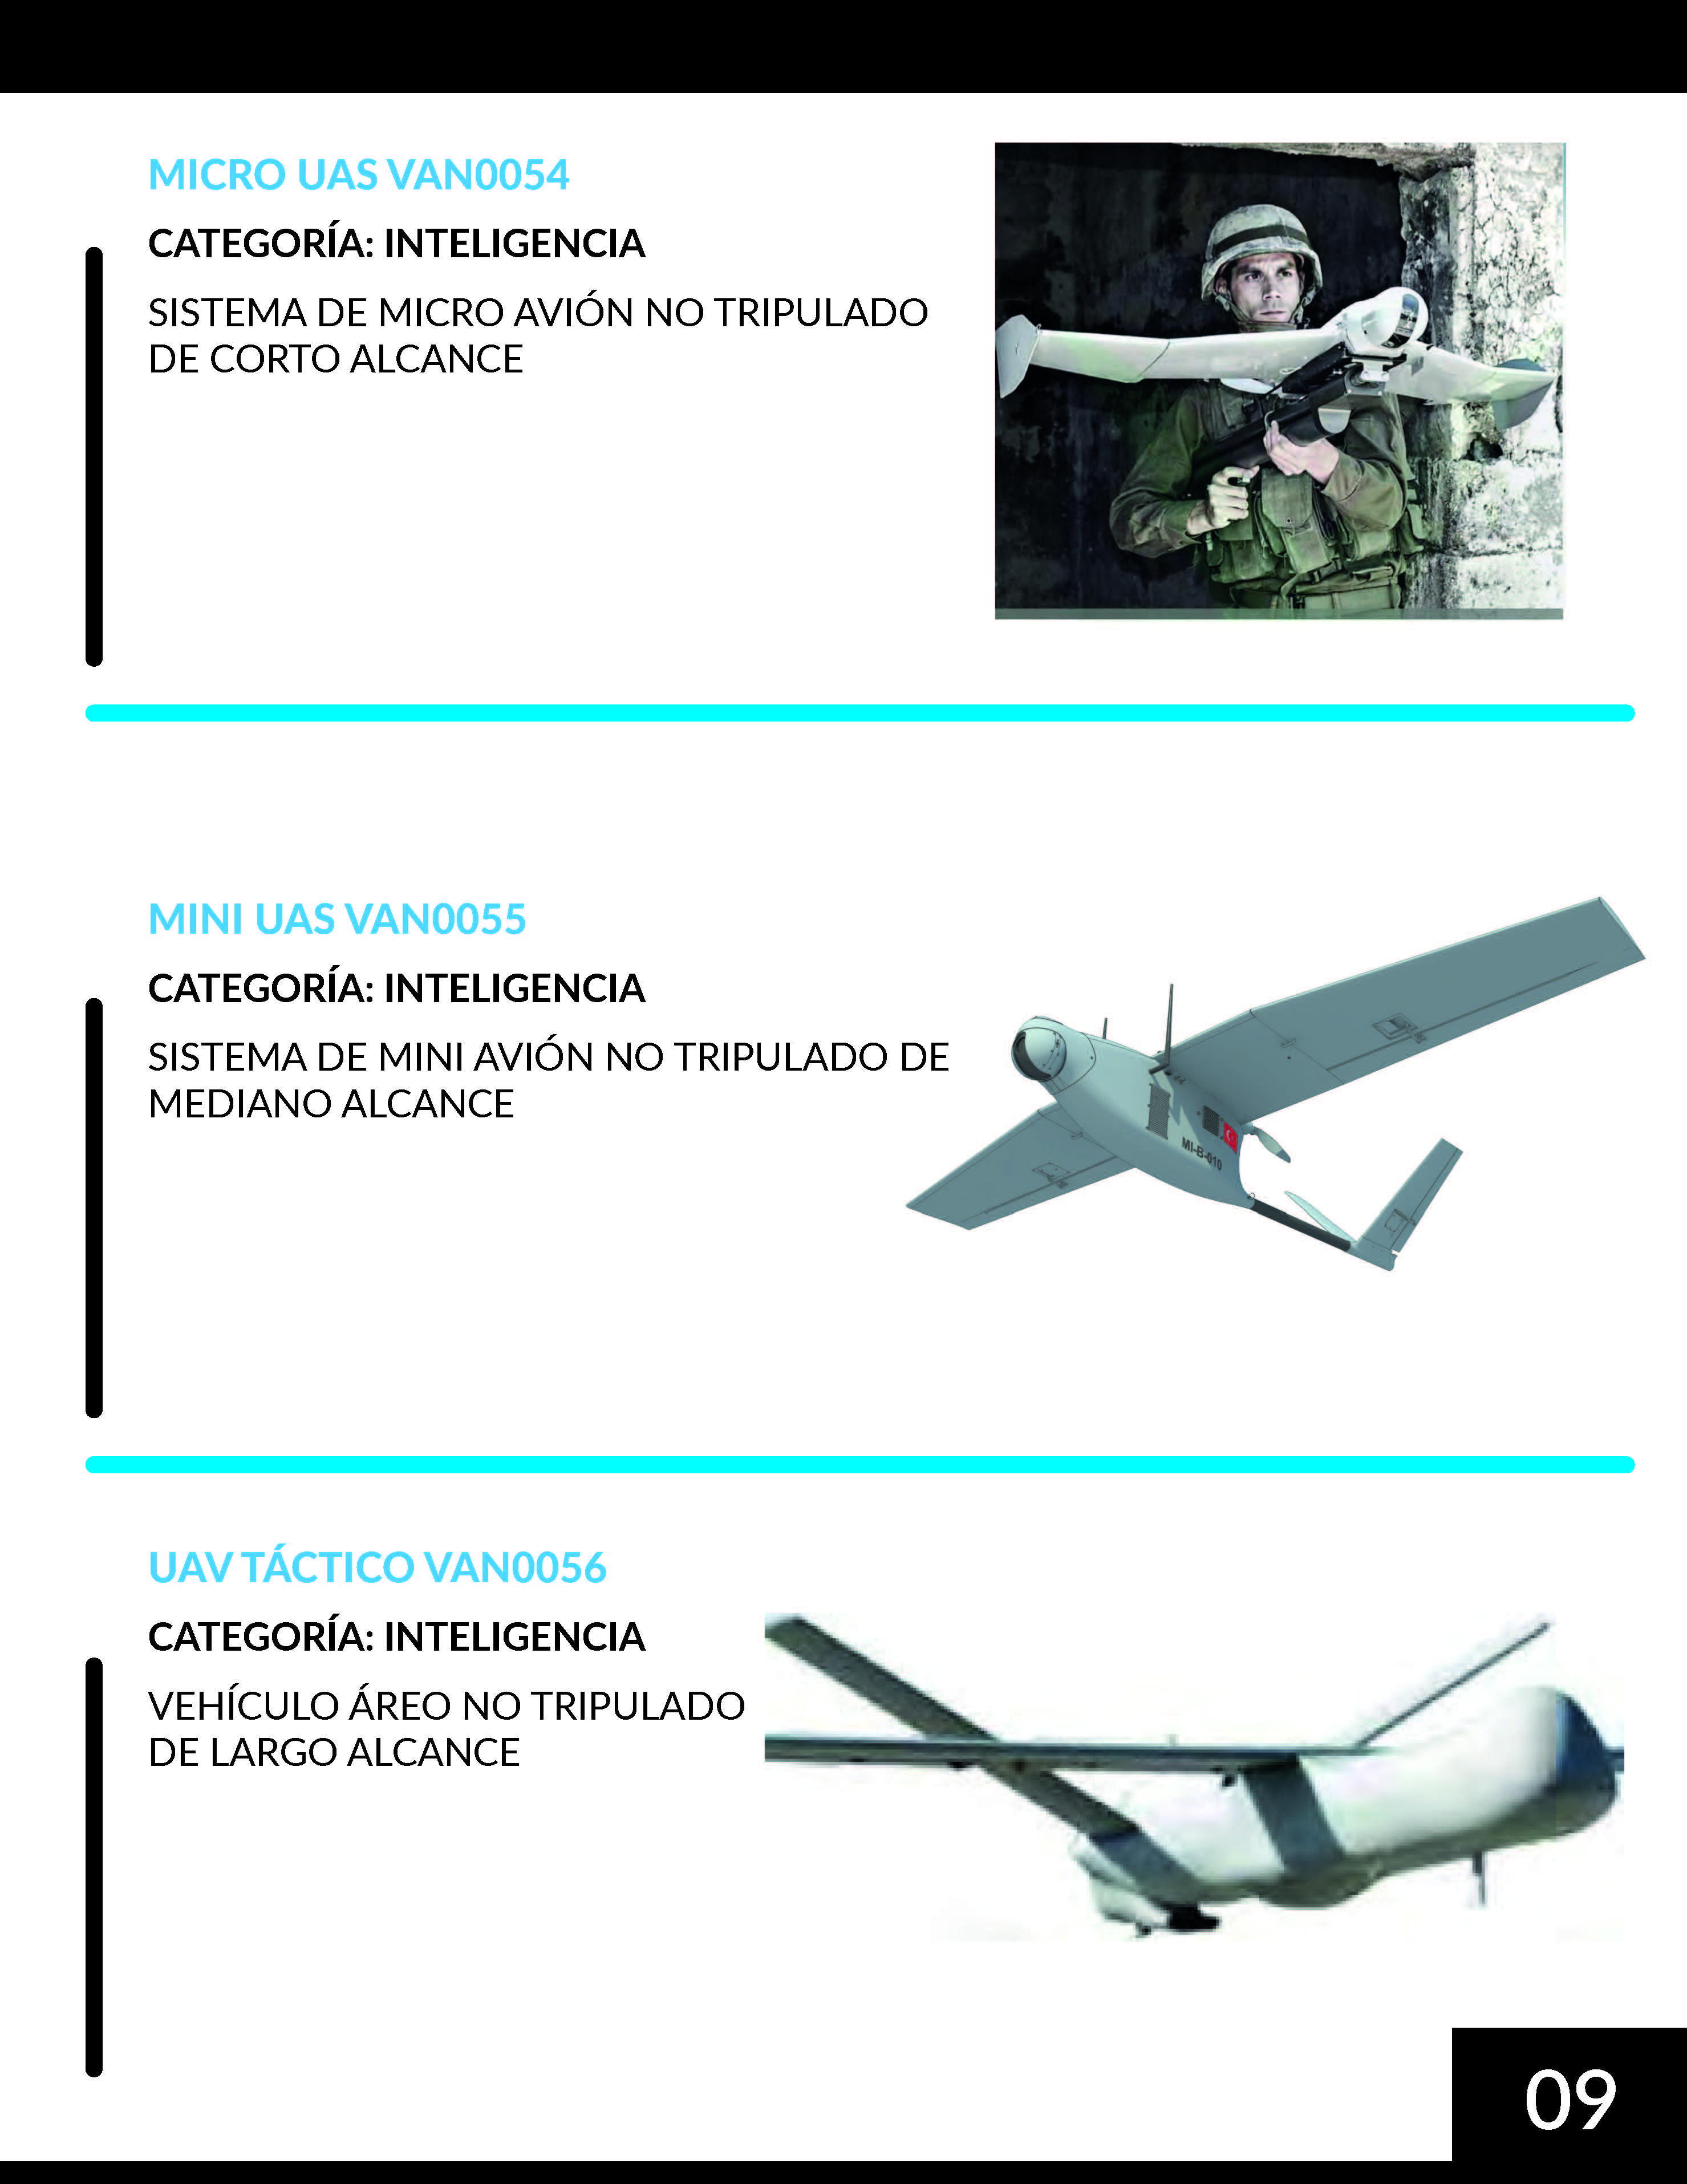 MICRO UAS VAN0054
CATEGORÍA: INTELIGENCIA
SISTEMA DE MICRO AVIÓN NO TRIPULADO
DE CORTO ALCANCE
MINI UAS VAN0055
CATEGORÍA: INTELIGENCIA
SISTEMA DE MINI AVIÓN NO TRIPULADO DE
MEDIANO ALCANCE
MI-B-010
UAV TÁCTICO VAN0056
CATEGORÍA: INTELIGENCIA
VEHÍCULO ÁREO NO TRIPULADO
DE LARGO ALCANCE
09